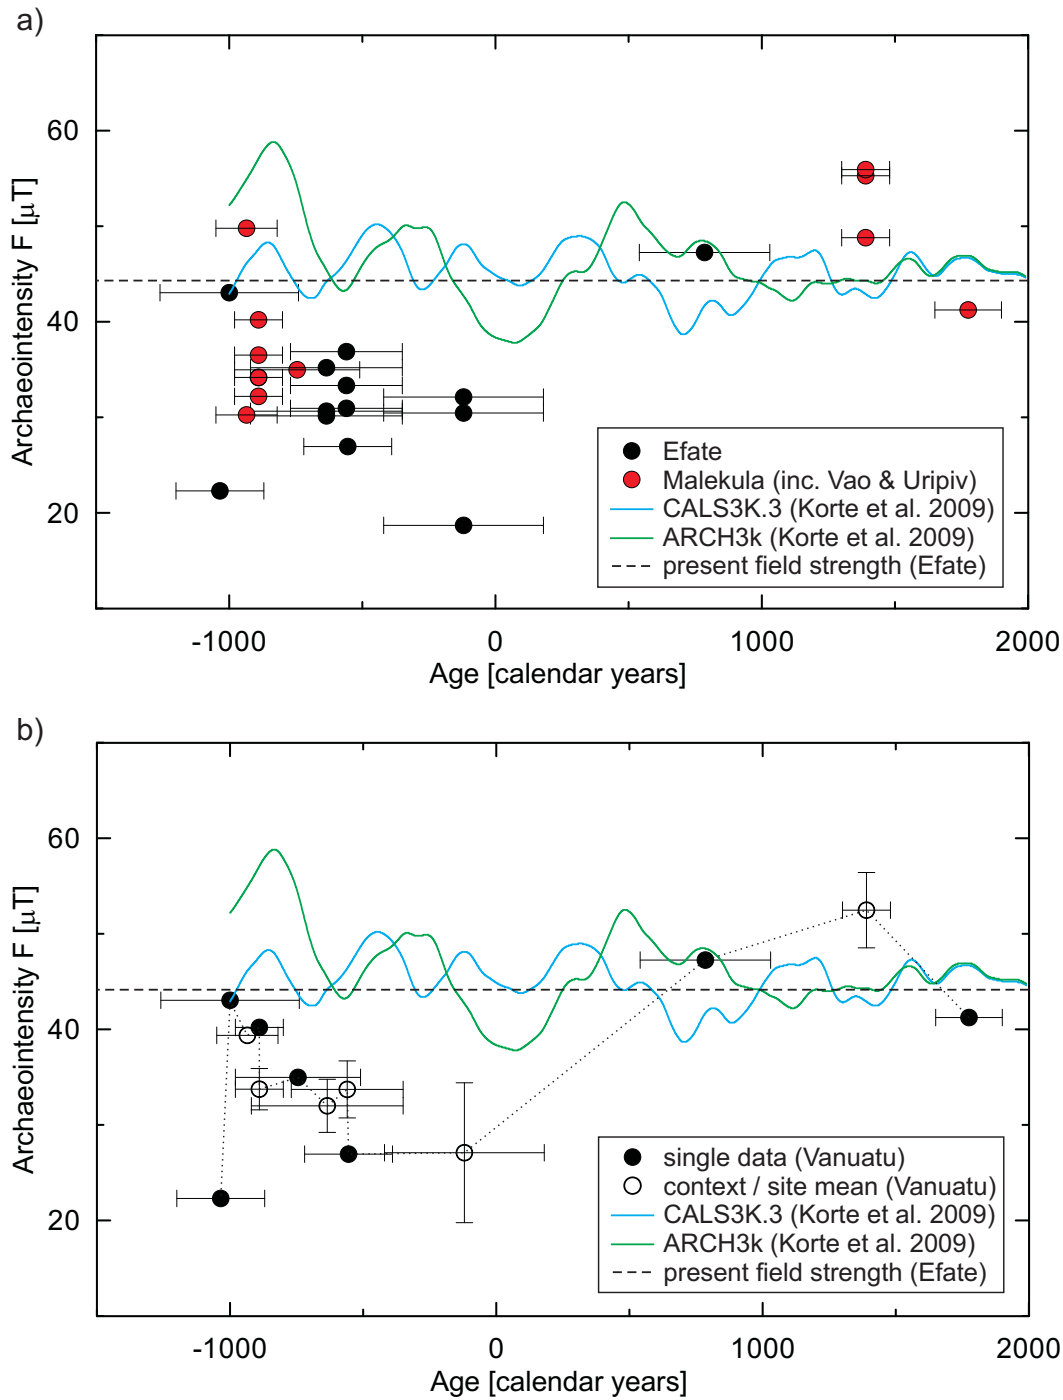 a)
60
40
20
Archaeointensity F [μT]
Efate
Malekula (inc. Vao & Uripiv)
CALS3K.3 (Korte et al. 2009)
ARCH3k (Korte et al. 2009)
present field strength (Efate)
-1000 0 1000 2000
Age [calendar years]
b)
60
40
20
Archaeointensity F [μT]
single data (Vanuatu)
context / site mean (Vanuatu)
CALS3K.3 (Korte et al. 2009)
ARCH3k (Korte et al. 2009)
present field strength (Efate)
-1000 0 1000 2000
Age [calendar years]